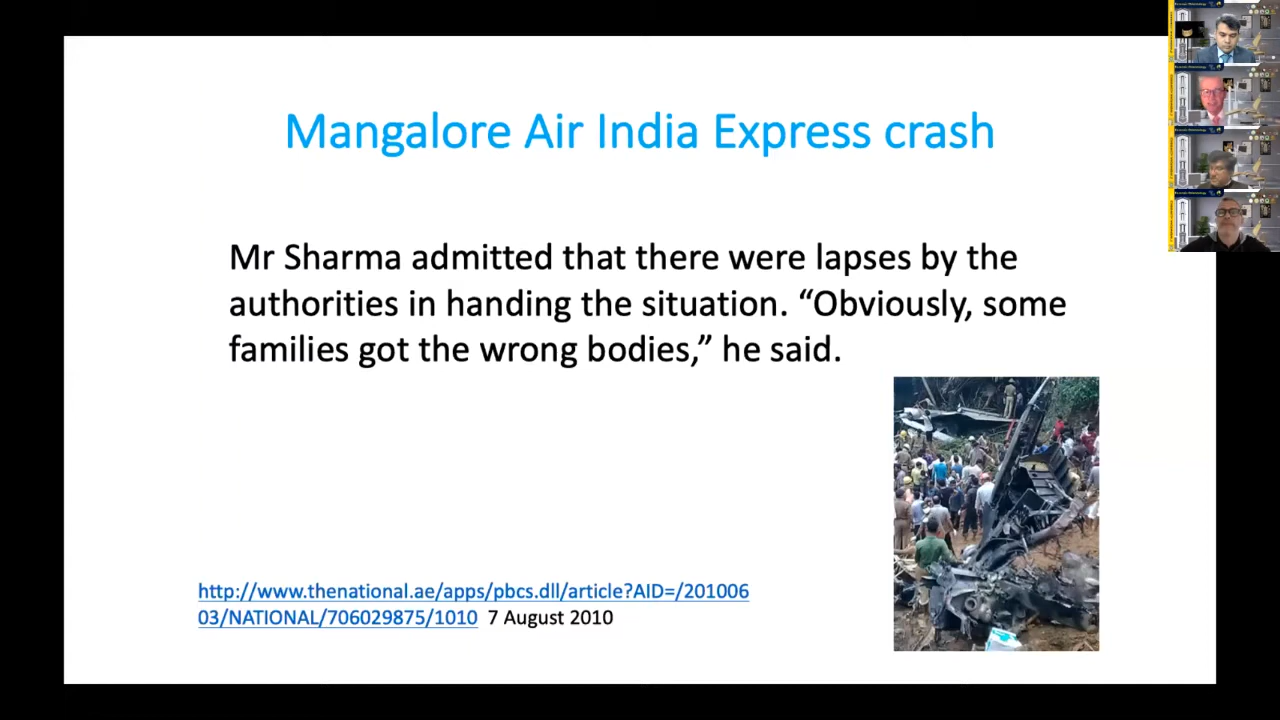 Mangalore Air India Express crash
Mr Sharma admitted that there were lapses by the
authorities in handing the situation. “Obviously, some
families got the wrong bodies,” he said.
http://www.thenational.ae/apps/pbcs.dll/article?AID=/201006
03/NATIONAL/706029875/1010 7 August 2010